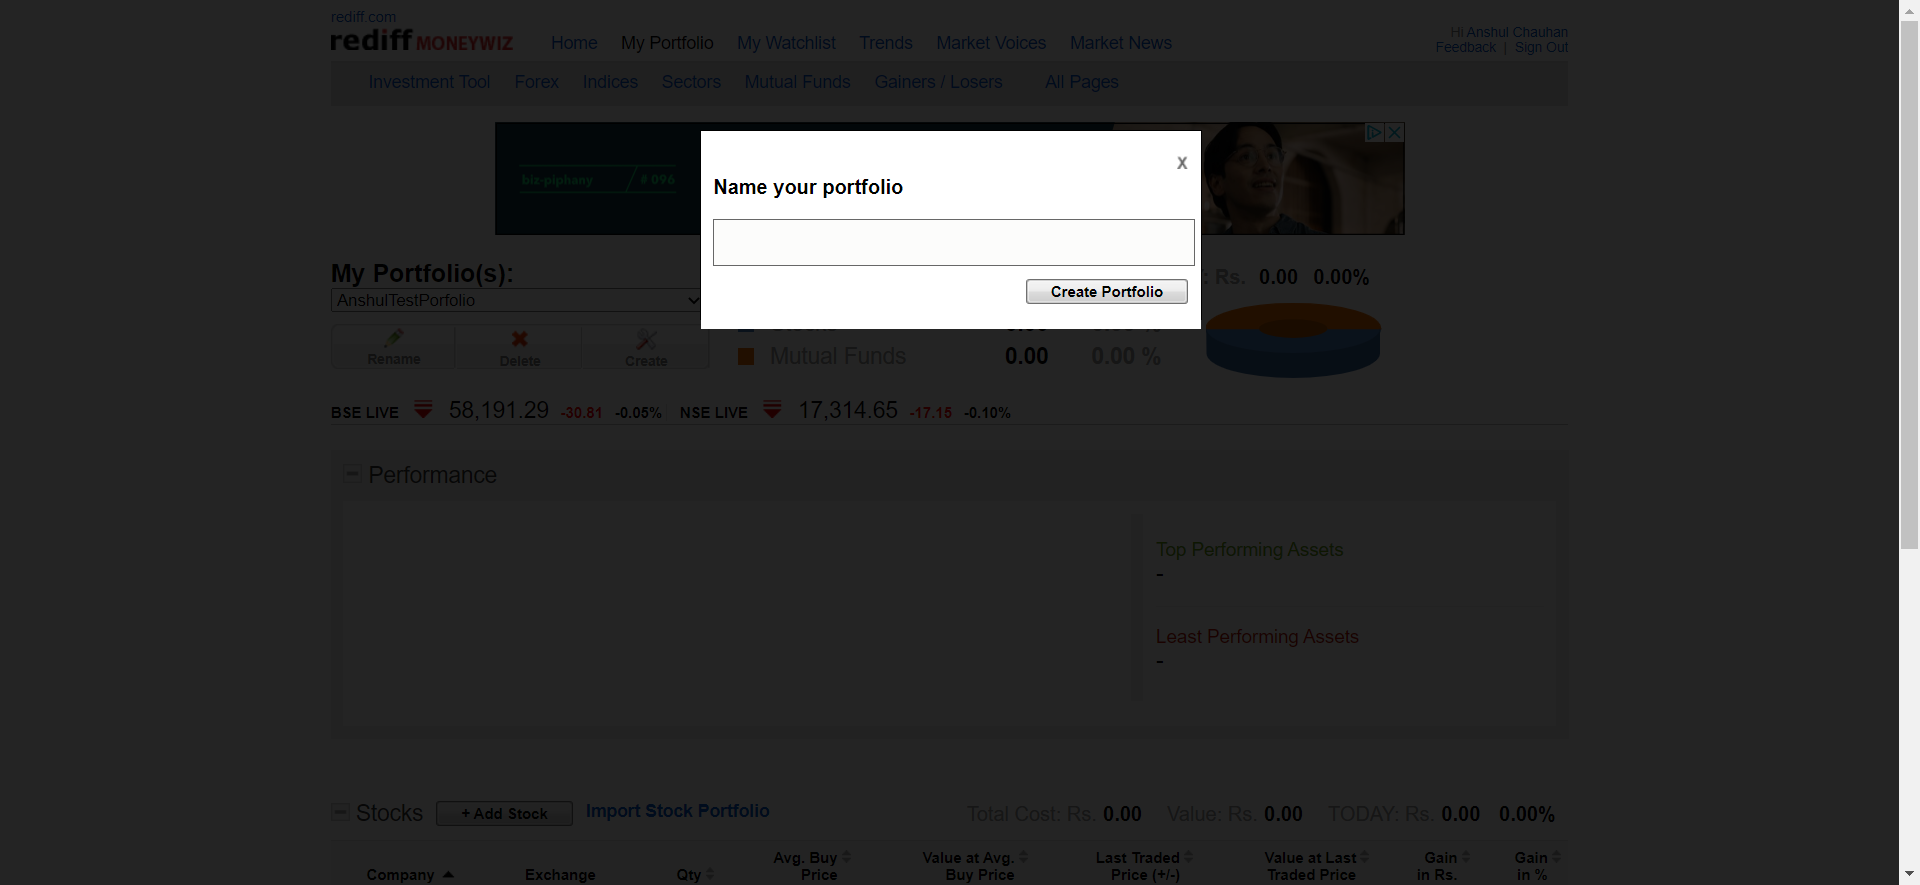 rediff.com
rediff MONEYWIZ
Home My Portfolio My Watchlist Trends Market Voices Market News
Hi Anshul Chauhan
Feedback | Sign Out
Investment Tool Forex Indices Sectors Mutual Funds Gainers / Losers All Pages
biz-piphany # 096
x
Name your portfolio
Create Portfolio
My Portfolio(s):
: Rs. 0.00 0.00%
AnshulTestPorfolio
Rename Delete Create
Mutual Funds 0.00 0.00 %
BSE LIVE 58,191.29 -30.81 -0.05% NSE LIVE 17,314.65 -17.15 -0.10%
Performance
Top Performing Assets
-
Least Performing Assets
-
Stocks + Add Stock Import Stock Portfolio Total Cost: Rs. 0.00 Value: Rs. 0.00 TODAY: Rs. 0.00 0.00%
Avg. Buy Value at Avg. Last Traded Value at Last Gain Gain
Company Exchange Qty Price Buy Price Price (+/-) Traded Price in Rs. in %